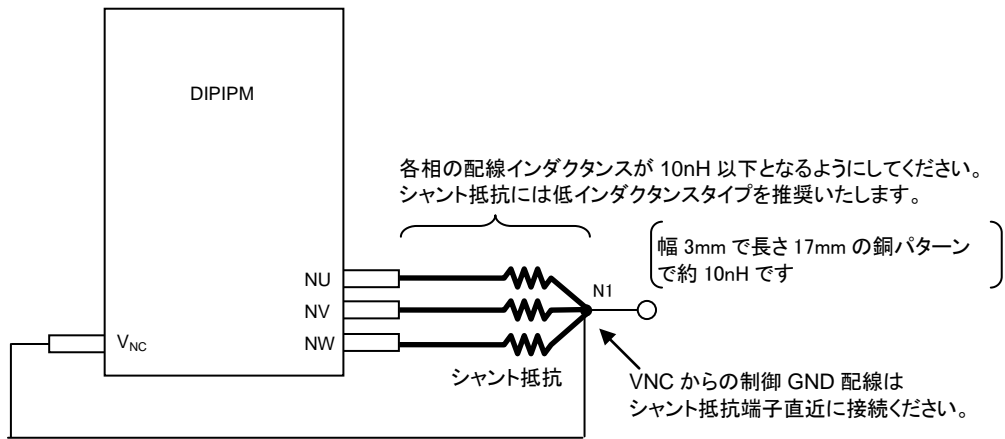 DIPIPM
各相の配線インダクタンスが 10nH 以下となるようにしてください。
シャント抵抗には低インダクタンスタイプを推奨いたします。
幅 3mm で長さ 17mm の銅パターン
で約 10nH です
NU
NV
NW
N1
VNC
シャント抵抗
VNC からの制御 GND 配線は
シャント抵抗端子直近に接続ください。